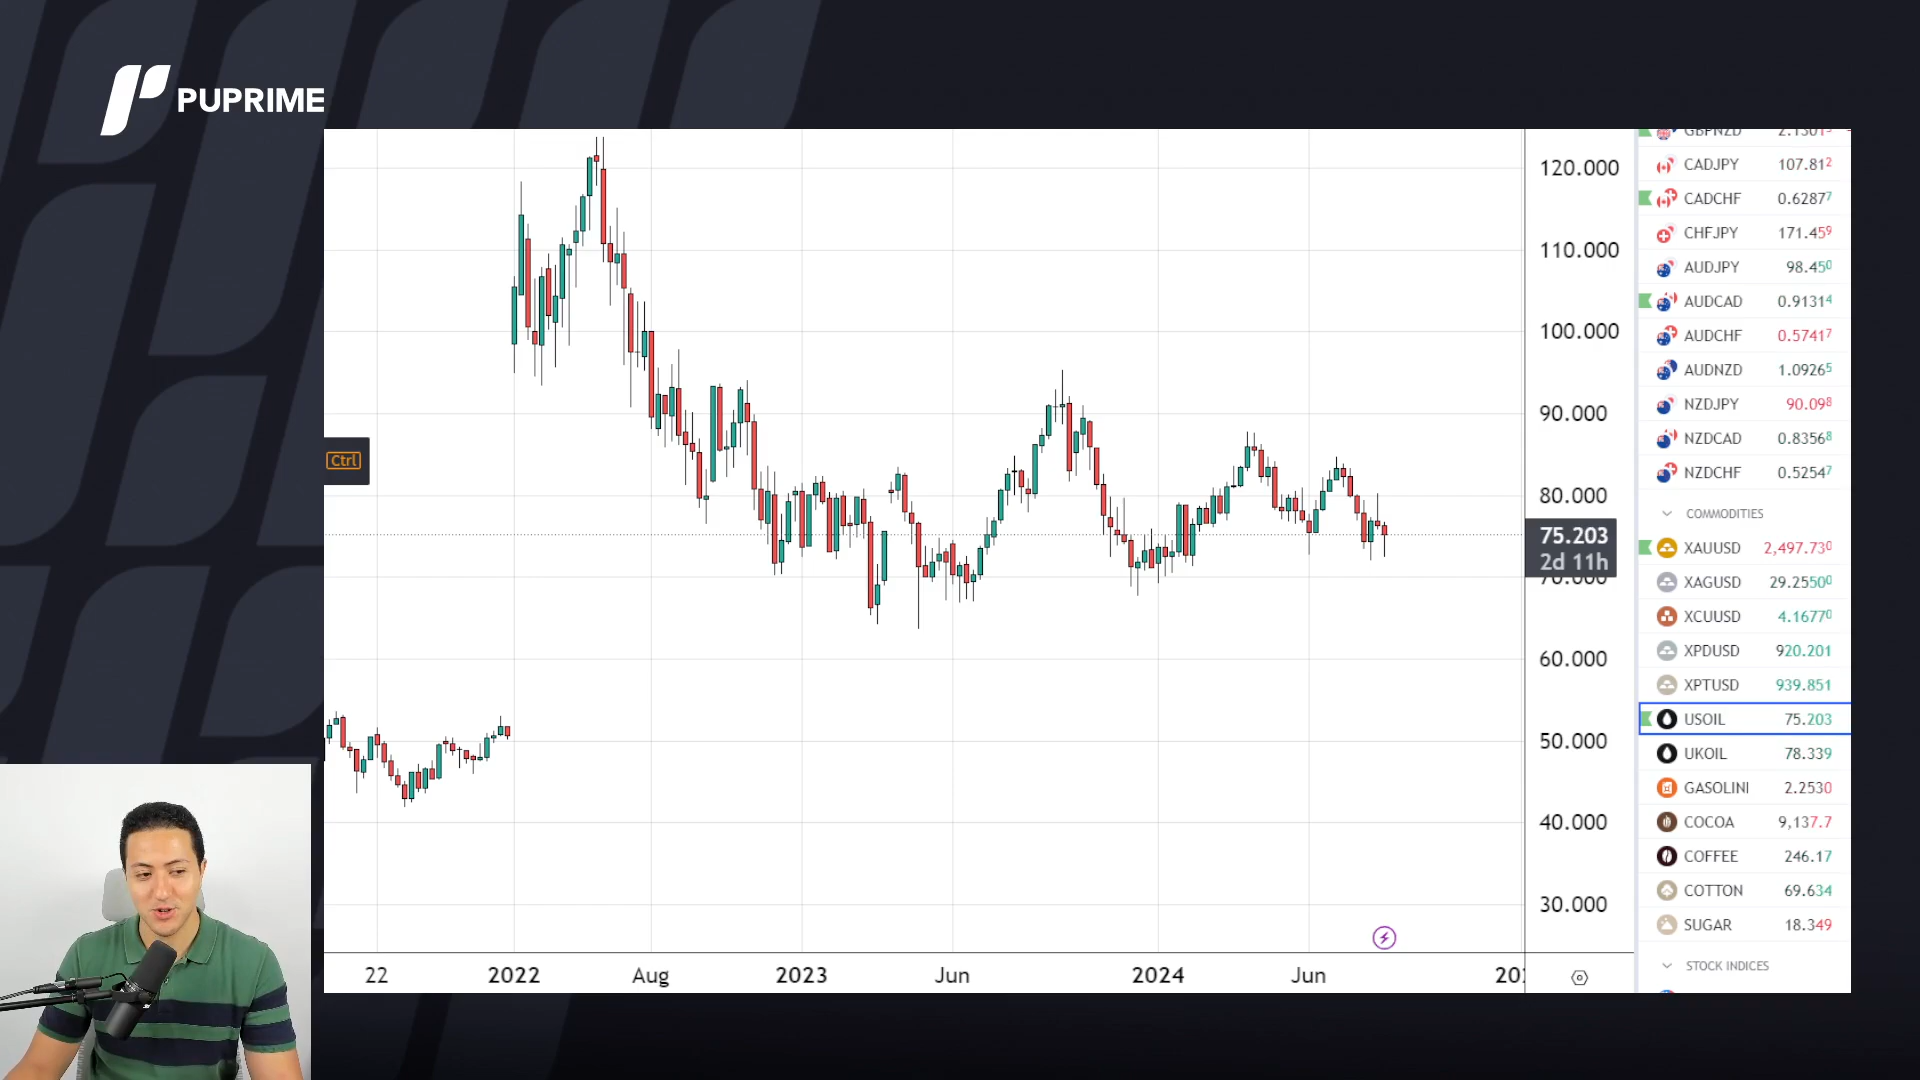 PUPRIME
120.000
110.000
100.000
90.000
80.000
75.203
2d 11h
70.000
60.000
50.000
40.000
30.000
Ctrl
22 2022 Aug 2023 Jun 2024 Jun
GBPNZD 2.1301
CADJPY 107.812
CADCHF 0.62877
CHFJPY 171.459
AUDJPY 98.450
AUDCAD 0.91314
AUDCHF 0.57417
AUDNZD 1.09265
NZDJPY 90.098
NZDCAD 0.83568
NZDCHF 0.52547
COMMODITIES
XAUUSD 2,497.730
XAGUSD 29.25500
XCUUSD 4.16770
XPDUSD 920.201
XPTUSD 939.851
USOIL 75.203
UKOIL 78.339
GASOLINI 2.2530
COCOA 9,137.7
COFFEE 246.17
COTTON 69.634
SUGAR 18.349
STOCK INDICES